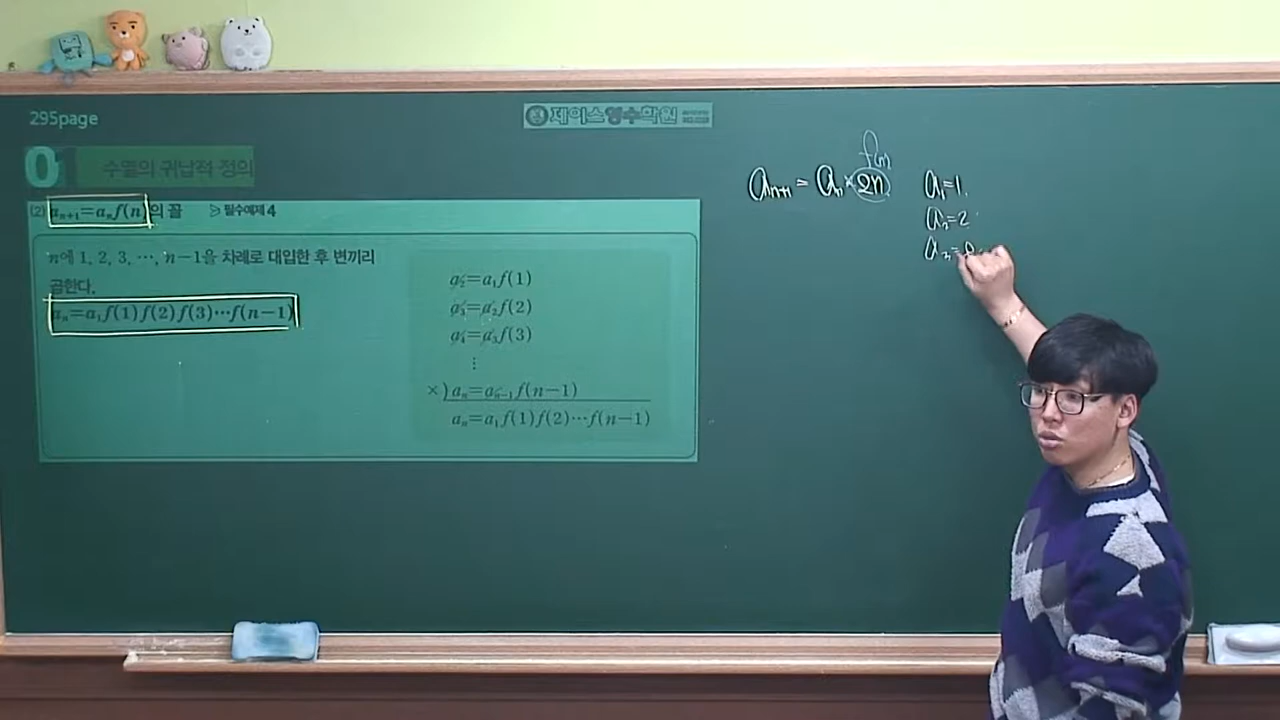 295page
제이스영수학원
01 수열의 귀납적 정의
(2) aₙ₊₁=aₙf(n)의 꼴 ≫ 필수예제 4
n에 1, 2, 3, ⋯, n−1을 차례로 대입한 후 변끼리
곱한다.
aₙ=a₁f(1)f(2)f(3)⋯f(n−1)
a₂=a₁f(1)
a₃=a₂f(2)
a₄=a₃f(3)
⋮
×) aₙ=aₙ₋₁f(n−1)
aₙ=a₁f(1)f(2)⋯f(n−1)
f(n)
aₙ₊₁ = aₙ × 2n
a₁=1
a₂=2
a₃=8